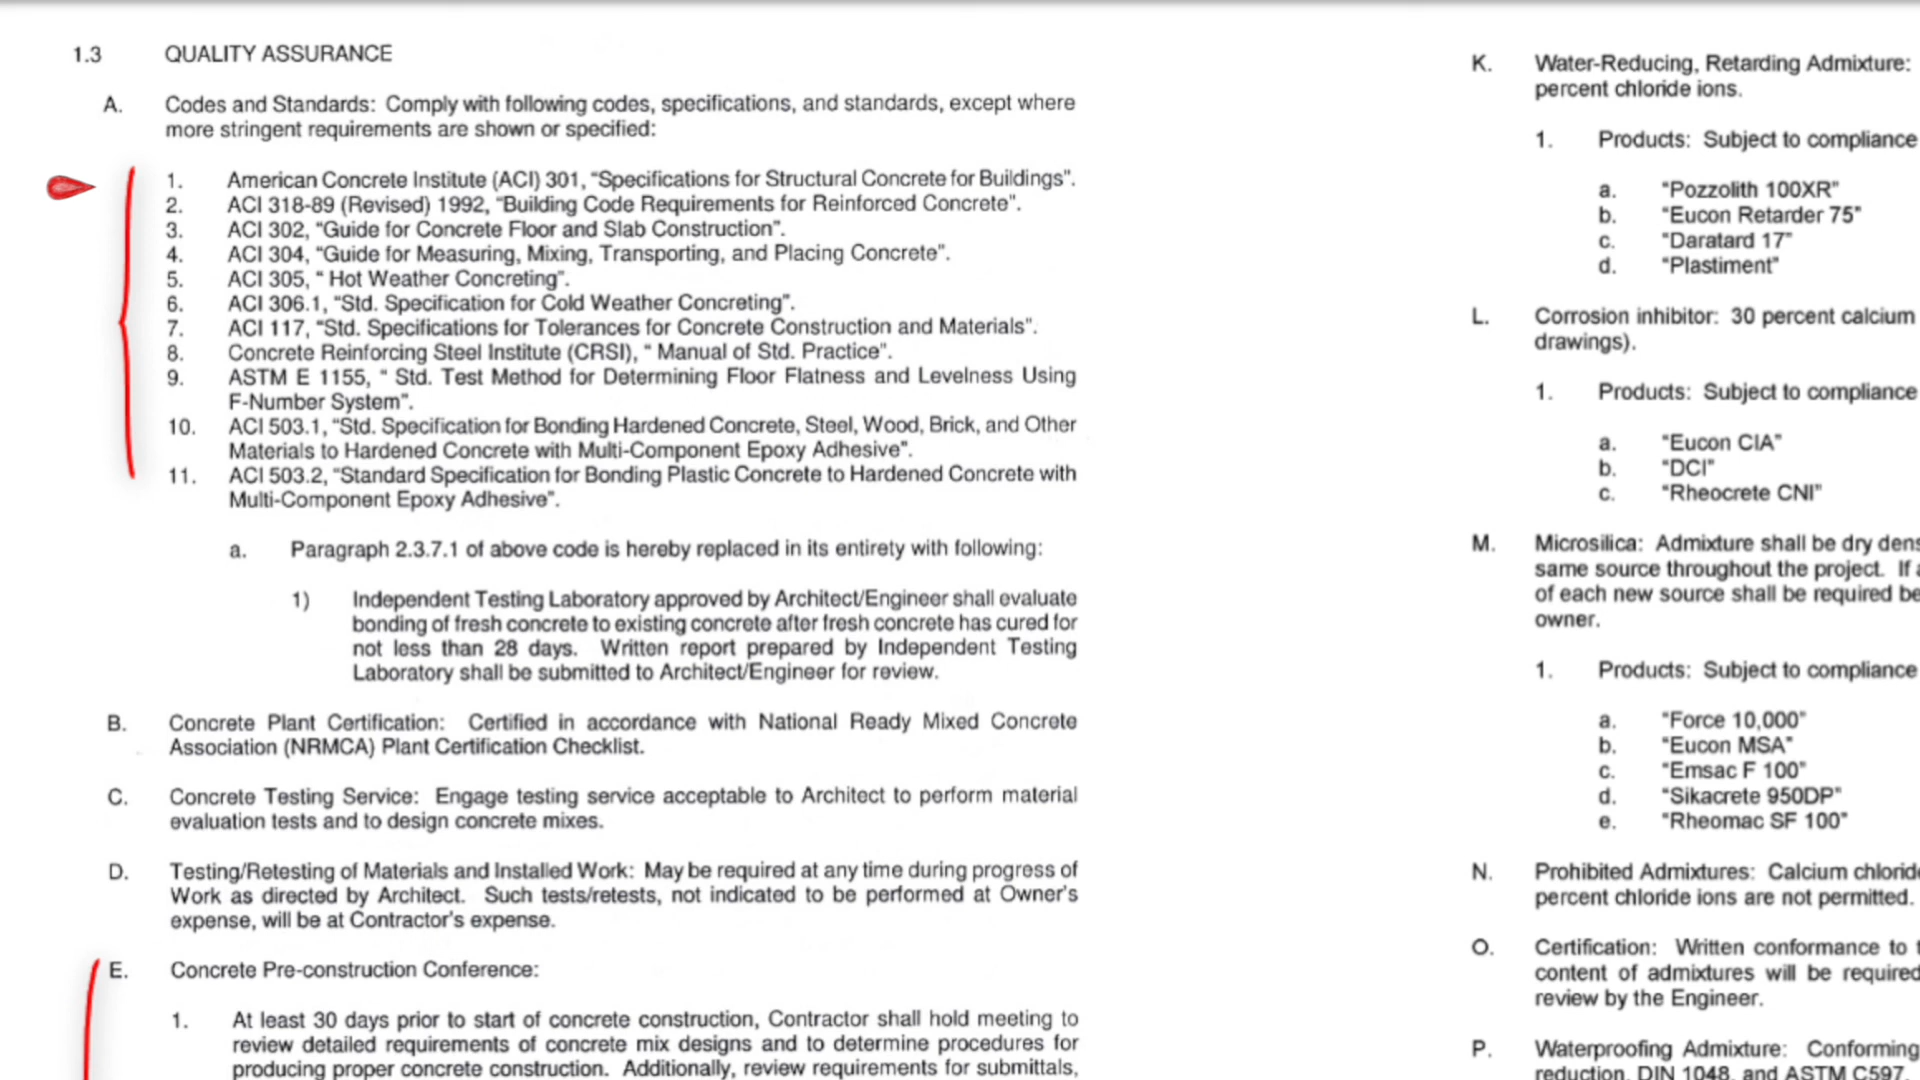 1.3 QUALITY ASSURANCE
A. Codes and Standards: Comply with following codes, specifications, and standards, except where
more stringent requirements are shown or specified:
1. American Concrete Institute (ACI) 301, “Specifications for Structural Concrete for Buildings”.
2. ACI 318-89 (Revised) 1992, “Building Code Requirements for Reinforced Concrete”.
3. ACI 302, “Guide for Concrete Floor and Slab Construction”.
4. ACI 304, “Guide for Measuring, Mixing, Transporting, and Placing Concrete”.
5. ACI 305, “ Hot Weather Concreting”.
6. ACI 306.1, “Std. Specification for Cold Weather Concreting”.
7. ACI 117, “Std. Specifications for Tolerances for Concrete Construction and Materials”.
8. Concrete Reinforcing Steel Institute (CRSI), “ Manual of Std. Practice”.
9. ASTM E 1155, “ Std. Test Method for Determining Floor Flatness and Levelness Using
F-Number System”.
10. ACI 503.1, “Std. Specification for Bonding Hardened Concrete, Steel, Wood, Brick, and Other
Materials to Hardened Concrete with Multi-Component Epoxy Adhesive”.
11. ACI 503.2, “Standard Specification for Bonding Plastic Concrete to Hardened Concrete with
Multi-Component Epoxy Adhesive”.
a. Paragraph 2.3.7.1 of above code is hereby replaced in its entirety with following:
1) Independent Testing Laboratory approved by Architect/Engineer shall evaluate
bonding of fresh concrete to existing concrete after fresh concrete has cured for
not less than 28 days. Written report prepared by Independent Testing
Laboratory shall be submitted to Architect/Engineer for review.
B. Concrete Plant Certification: Certified in accordance with National Ready Mixed Concrete
Association (NRMCA) Plant Certification Checklist.
C. Concrete Testing Service: Engage testing service acceptable to Architect to perform material
evaluation tests and to design concrete mixes.
D. Testing/Retesting of Materials and Installed Work: May be required at any time during progress of
Work as directed by Architect. Such tests/retests, not indicated to be performed at Owner's
expense, will be at Contractor's expense.
E. Concrete Pre-construction Conference:
1. At least 30 days prior to start of concrete construction, Contractor shall hold meeting to
review detailed requirements of concrete mix designs and to determine procedures for
producing proper concrete construction. Additionally, review requirements for submittals,
K. Water-Reducing, Retarding Admixture:
percent chloride ions.
1. Products: Subject to compliance
a. “Pozzolith 100XR”
b. “Eucon Retarder 75”
c. “Daratard 17”
d. “Plastiment”
L. Corrosion inhibitor: 30 percent calcium
drawings).
1. Products: Subject to compliance
a. “Eucon CIA”
b. “DCI”
c. “Rheocrete CNI”
M. Microsilica: Admixture shall be dry dens
same source throughout the project. If a
of each new source shall be required be
owner.
1. Products: Subject to compliance
a. “Force 10,000”
b. “Eucon MSA”
c. “Emsac F 100”
d. “Sikacrete 950DP”
e. “Rheomac SF 100”
N. Prohibited Admixtures: Calcium chlorid
percent chloride ions are not permitted.
O. Certification: Written conformance to
content of admixtures will be required
review by the Engineer.
P. Waterproofing Admixture: Conforming
reduction, DIN 1048, and ASTM C597,